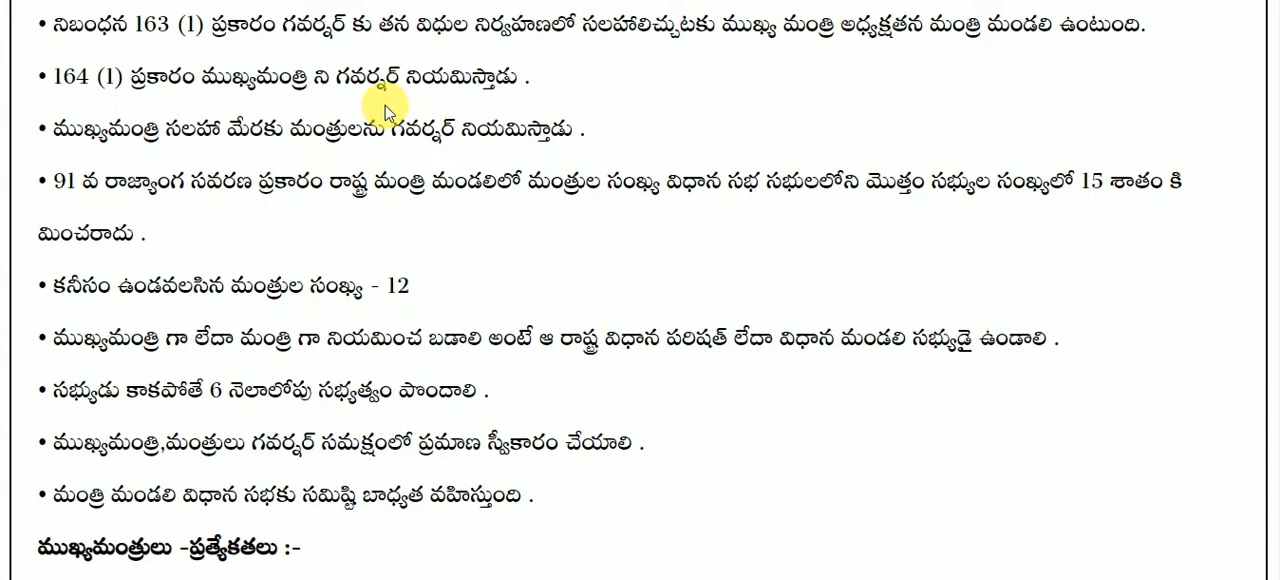 • నిబంధన 163 (1) ప్రకారం గవర్నర్ కు తన విధుల నిర్వహణలో సలహాలిచ్చుటకు ముఖ్య మంత్రి అధ్యక్షతన మంత్రి మండలి ఉంటుంది.
• 164 (1) ప్రకారం ముఖ్యమంత్రి ని గవర్నర్ నియమిస్తాడు .
• ముఖ్యమంత్రి సలహా మేరకు మంత్రులను గవర్నర్ నియమిస్తాడు .
• 91 వ రాజ్యాంగ సవరణ ప్రకారం రాష్ట్ర మంత్రి మండలిలో మంత్రుల సంఖ్య విధాన సభ సభులలోని మొత్తం సభ్యుల సంఖ్యలో 15 శాతం కి
మించరాదు .
• కనీసం ఉండవలసిన మంత్రుల సంఖ్య - 12
• ముఖ్యమంత్రి గా లేదా మంత్రి గా నియమించ బడాలి అంటే ఆ రాష్ట్ర విధాన పరిషత్ లేదా విధాన మండలి సభ్యుడై ఉండాలి .
• సభ్యుడు కాకపోతే 6 నెలాలోపు సభ్యత్వం పొందాలి .
• ముఖ్యమంత్రి,మంత్రులు గవర్నర్ సమక్షంలో ప్రమాణ స్వీకారం చేయాలి .
• మంత్రి మండలి విధాన సభకు సమిష్టి బాధ్యత వహిస్తుంది .
ముఖ్యమంత్రులు -ప్రత్యేకతలు :-